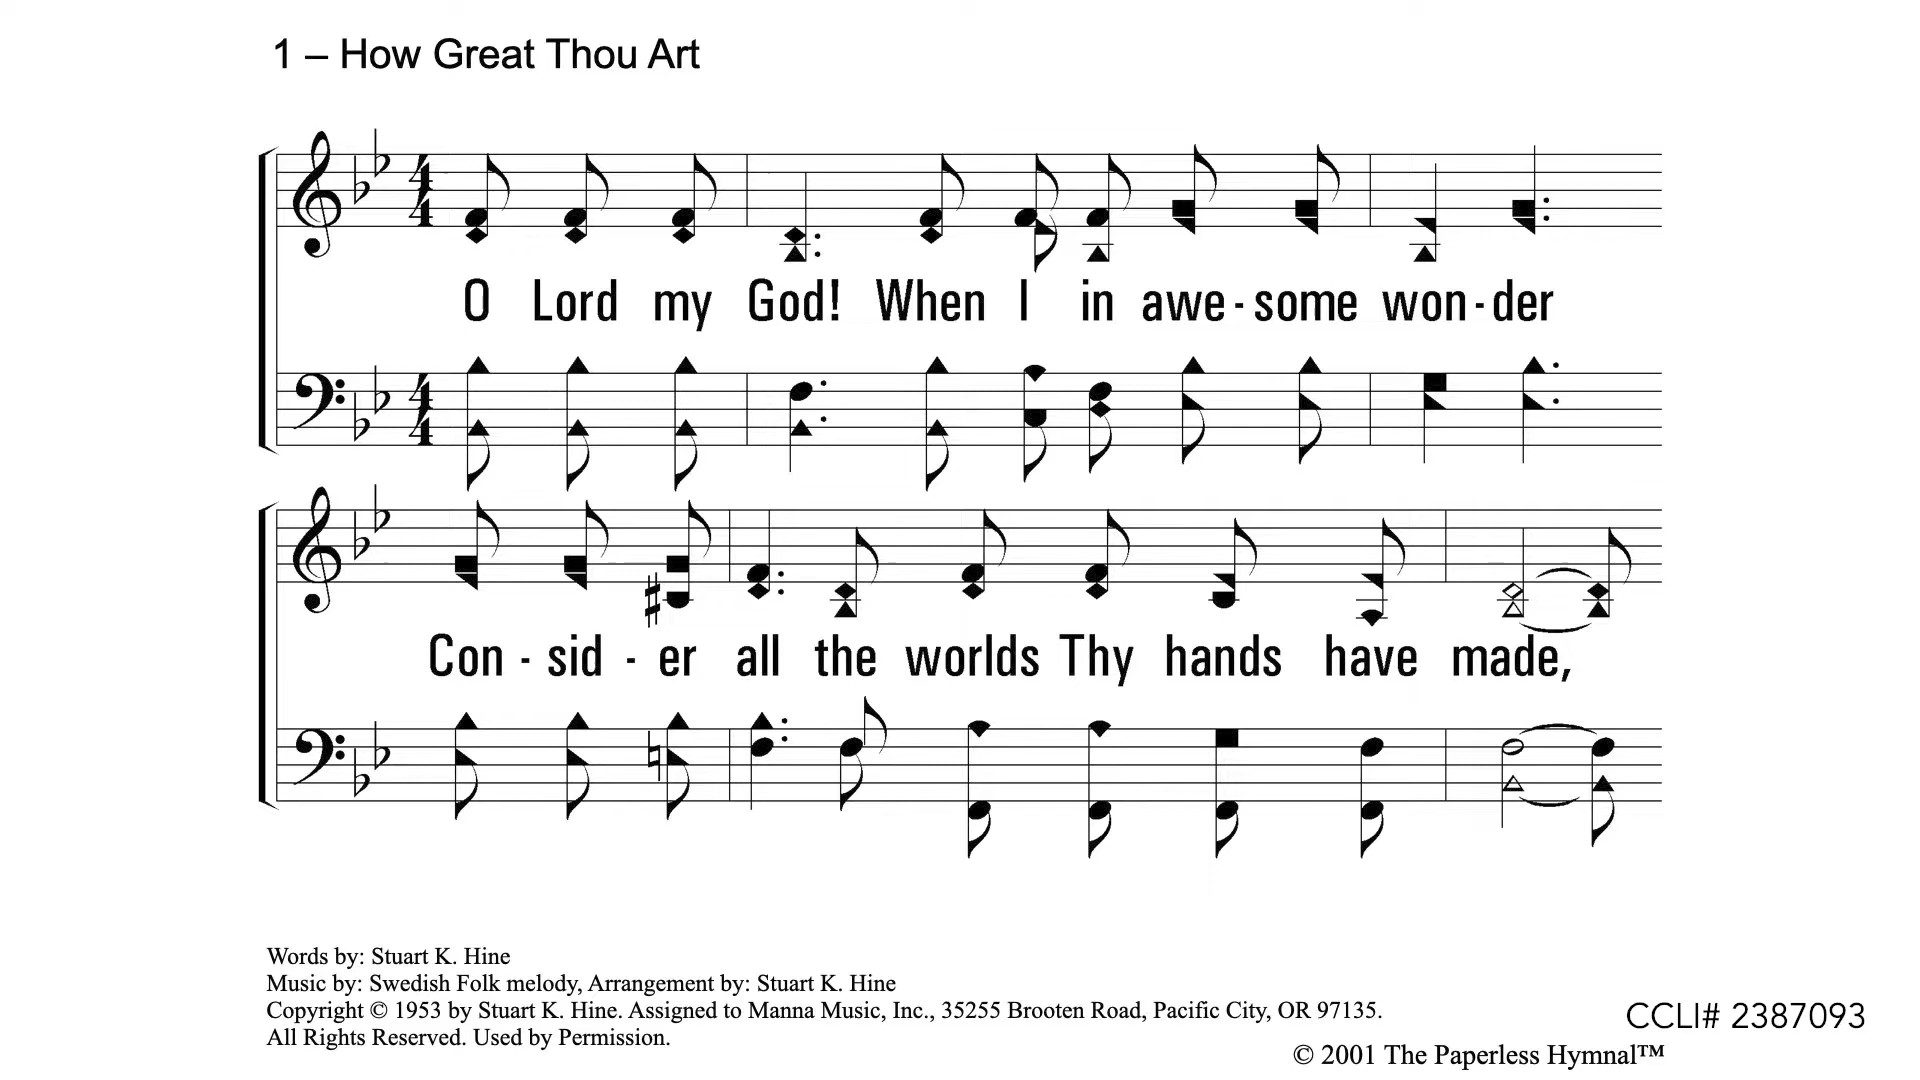 1 – How Great Thou Art
O Lord my God! When I in awe - some won - der
Con - sid - er all the worlds Thy hands have made,
Words by: Stuart K. Hine
Music by: Swedish Folk melody, Arrangement by: Stuart K. Hine
Copyright © 1953 by Stuart K. Hine. Assigned to Manna Music, Inc., 35255 Brooten Road, Pacific City, OR 97135.
All Rights Reserved. Used by Permission.
CCLI# 2387093
© 2001 The Paperless Hymnal™